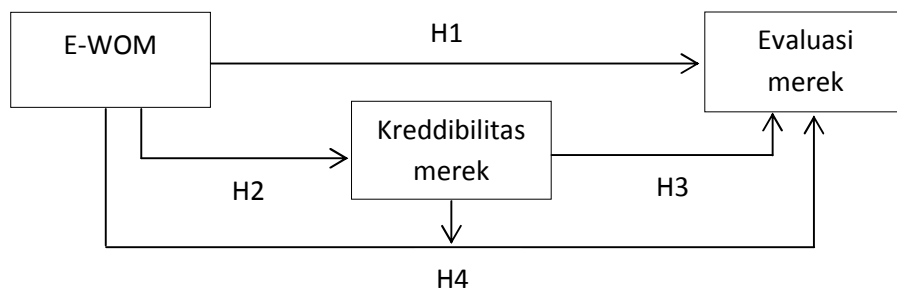 E-WOM
H1
Evaluasi
merek
Kreddibilitas
merek
H2
H3
H4